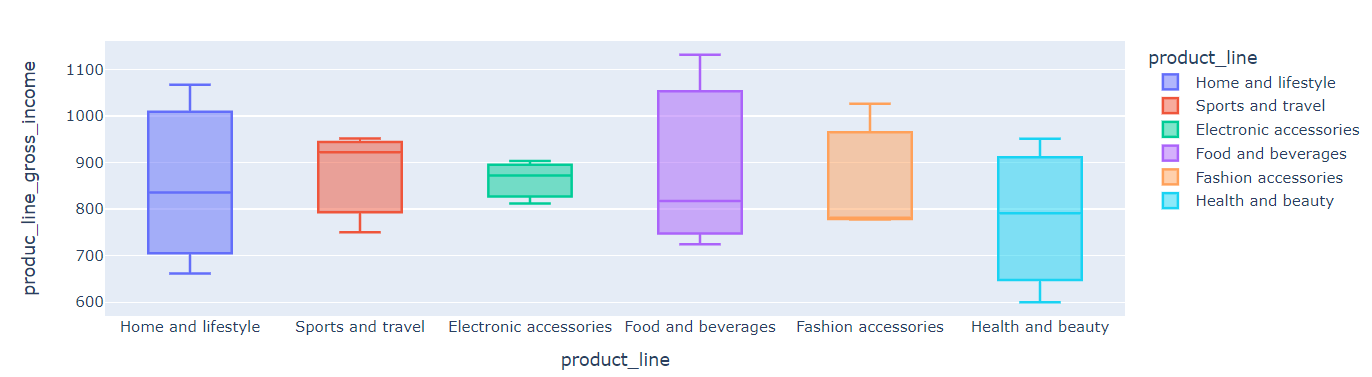 produc_line_gross_income
1100
1000
900
800
700
600
Home and lifestyle
Sports and travel
Electronic accessories
Food and beverages
Fashion accessories
Health and beauty
product_line
product_line
Home and lifestyle
Sports and travel
Electronic accessories
Food and beverages
Fashion accessories
Health and beauty